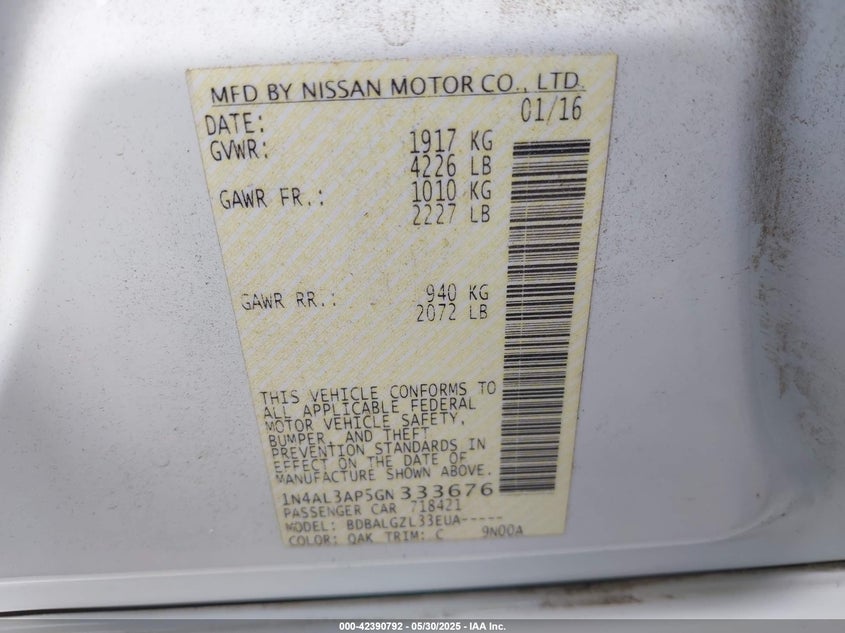 MFD BY NISSAN MOTOR CO., LTD.
DATE: 01/16
GVWR: 1917 KG
4226 LB
GAWR FR.: 1010 KG
2227 LB
GAWR RR.: 940 KG
2072 LB
THIS VEHICLE CONFORMS TO
ALL APPLICABLE FEDERAL
MOTOR VEHICLE SAFETY,
BUMPER, AND THEFT
PREVENTION STANDARDS IN
EFFECT ON THE DATE OF
MANUFACTURE SHOWN ABOVE.
1N4AL3AP5GN333676
PASSENGER CAR 718421
MODEL: BDBALGZL33EUA-----
COLOR: QAK TRIM: C 9N00A
000-42390792 — 05/30/2025 — IAA Inc.